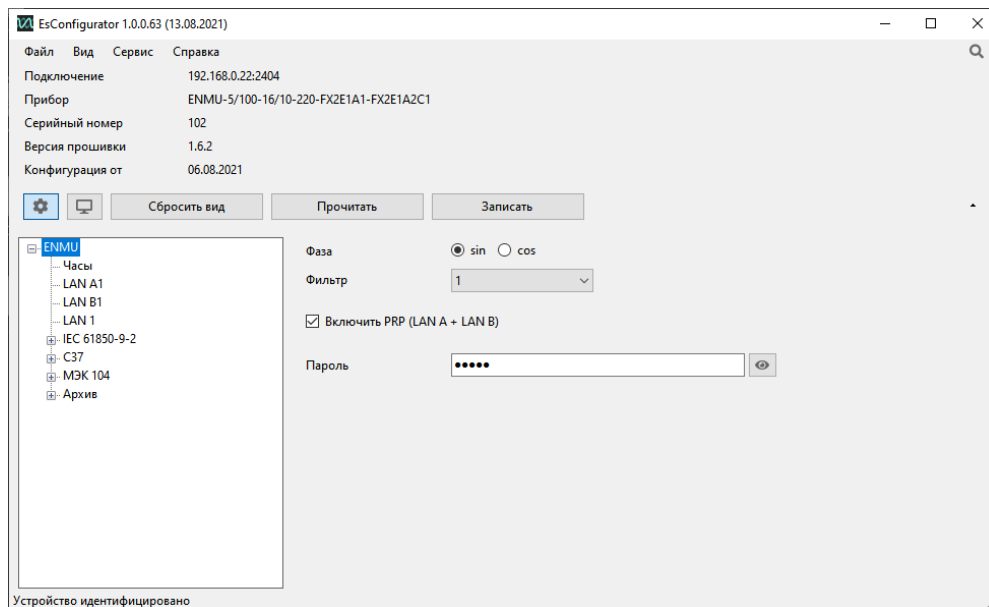 EsConfigurator 1.0.0.63 (13.08.2021)
Файл Вид Сервис Справка
Подключение 192.168.0.22:2404
Прибор ENMU-5/100-16/10-220-FX2E1A1-FX2E1A2C1
Серийный номер 102
Версия прошивки 1.6.2
Конфигурация от 06.08.2021
Сбросить вид Прочитать Записать
ENMU
Часы
LAN A1
LAN B1
LAN 1
IEC 61850-9-2
C37
МЭК 104
Архив
Фаза sin cos
Фильтр 1
Включить PRP (LAN A + LAN B)
Пароль •••••
Устройство идентифицировано